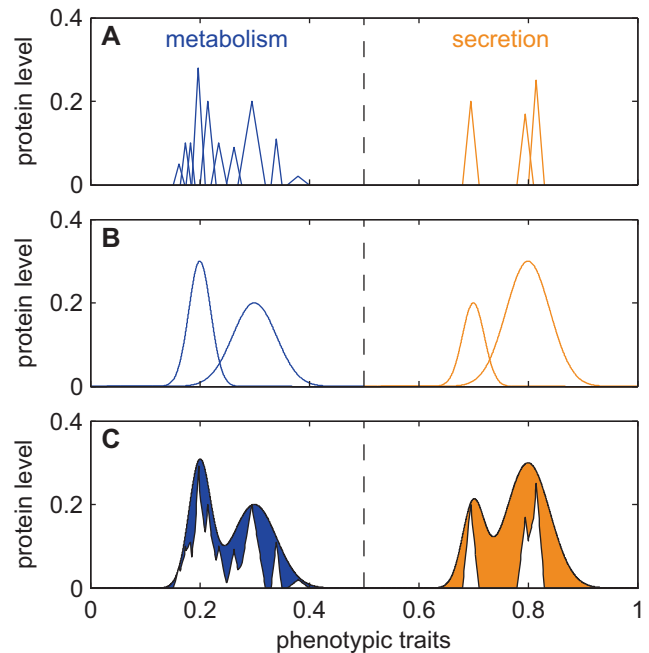 A
metabolism
secretion
protein level
0.4
0.2
0
B
protein level
0.4
0.2
0
C
protein level
0.4
0.2
0
0
0.2
0.4
0.6
0.8
1
phenotypic traits